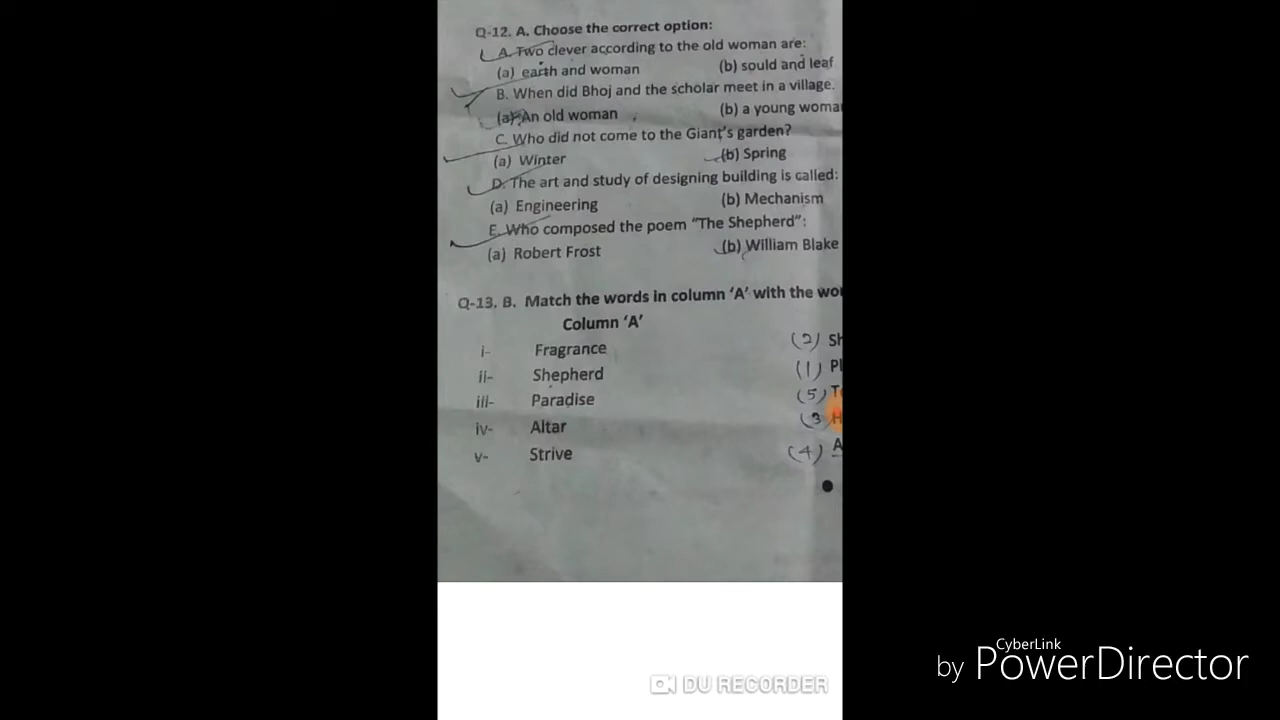 Q-12. A. Choose the correct option:
A. Two clever according to the old woman are:
(a) earth and woman (b) sould and leaf
B. When did Bhoj and the scholar meet in a village.
(a) An old woman (b) a young woma
C. Who did not come to the Giant's garden?
(a) Winter (b) Spring
D. The art and study of designing building is called:
(a) Engineering (b) Mechanism
E. Who composed the poem "The Shepherd":
(a) Robert Frost (b) William Blake
Q-13. B. Match the words in column 'A' with the wo
Column 'A'
i- Fragrance (2) Sh
ii- Shepherd (1) Pl
iii- Paradise (5) T
iv- Altar (3) H
v- Strive (4) A
DU RECORDER
CyberLink
by PowerDirector